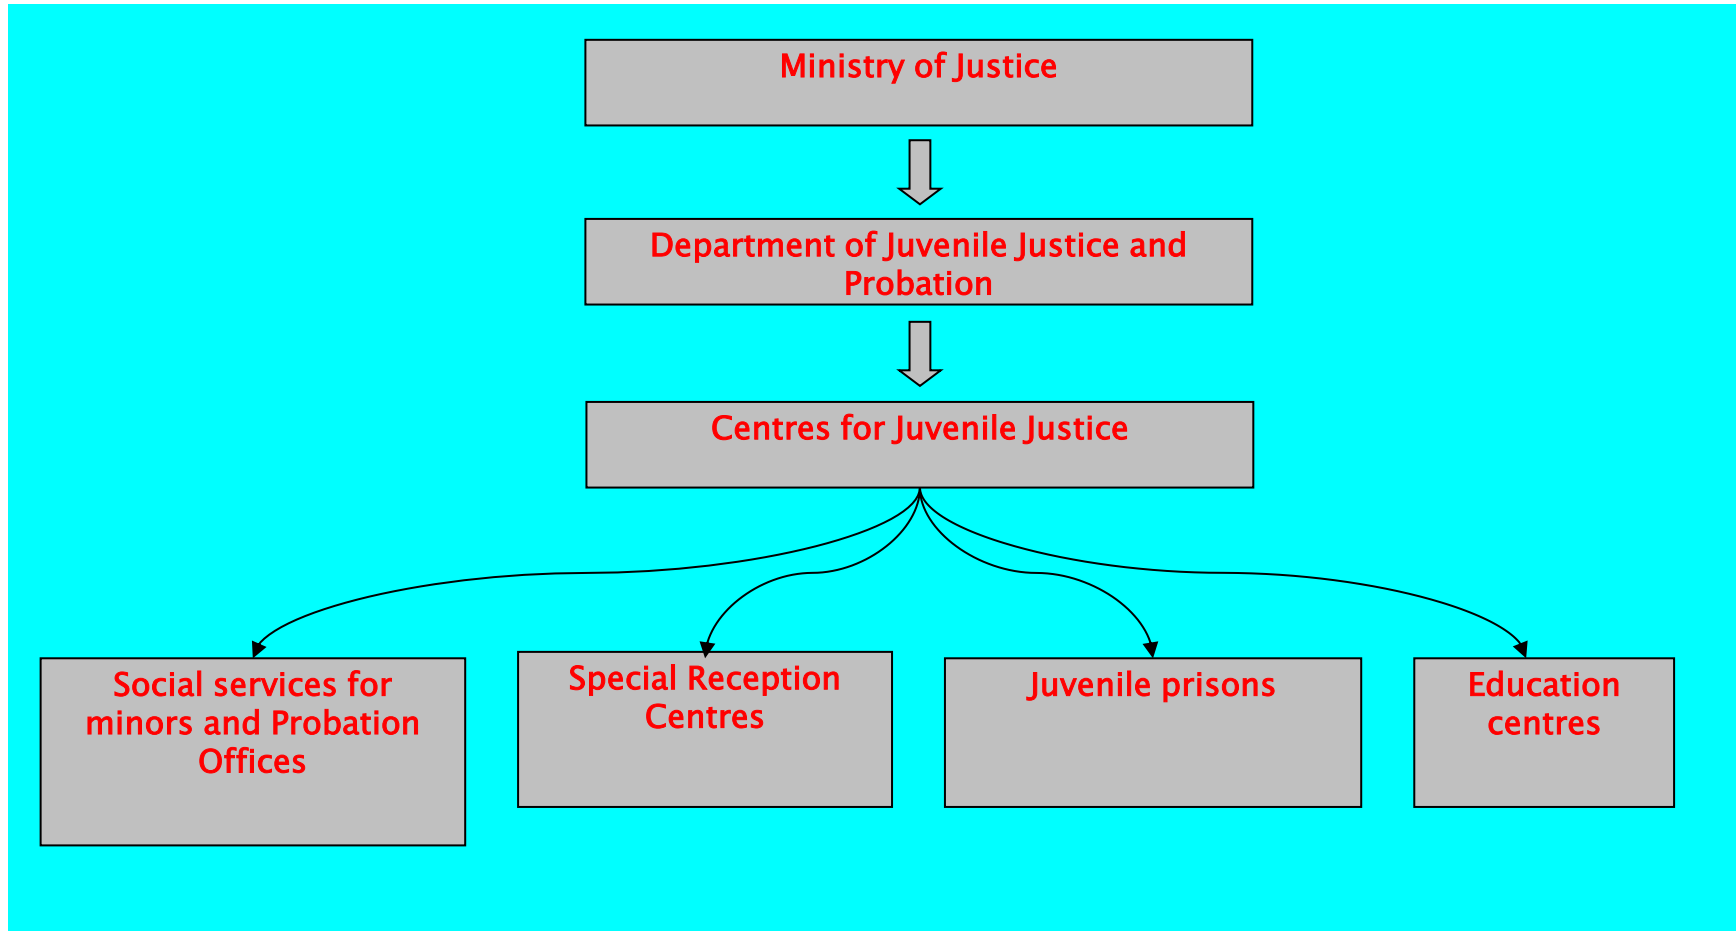 Ministry of Justice
Department of Juvenile Justice and
Probation
Centres for Juvenile Justice
Social services for
minors and Probation
Offices
Special Reception
Centres
Juvenile prisons
Education
centres